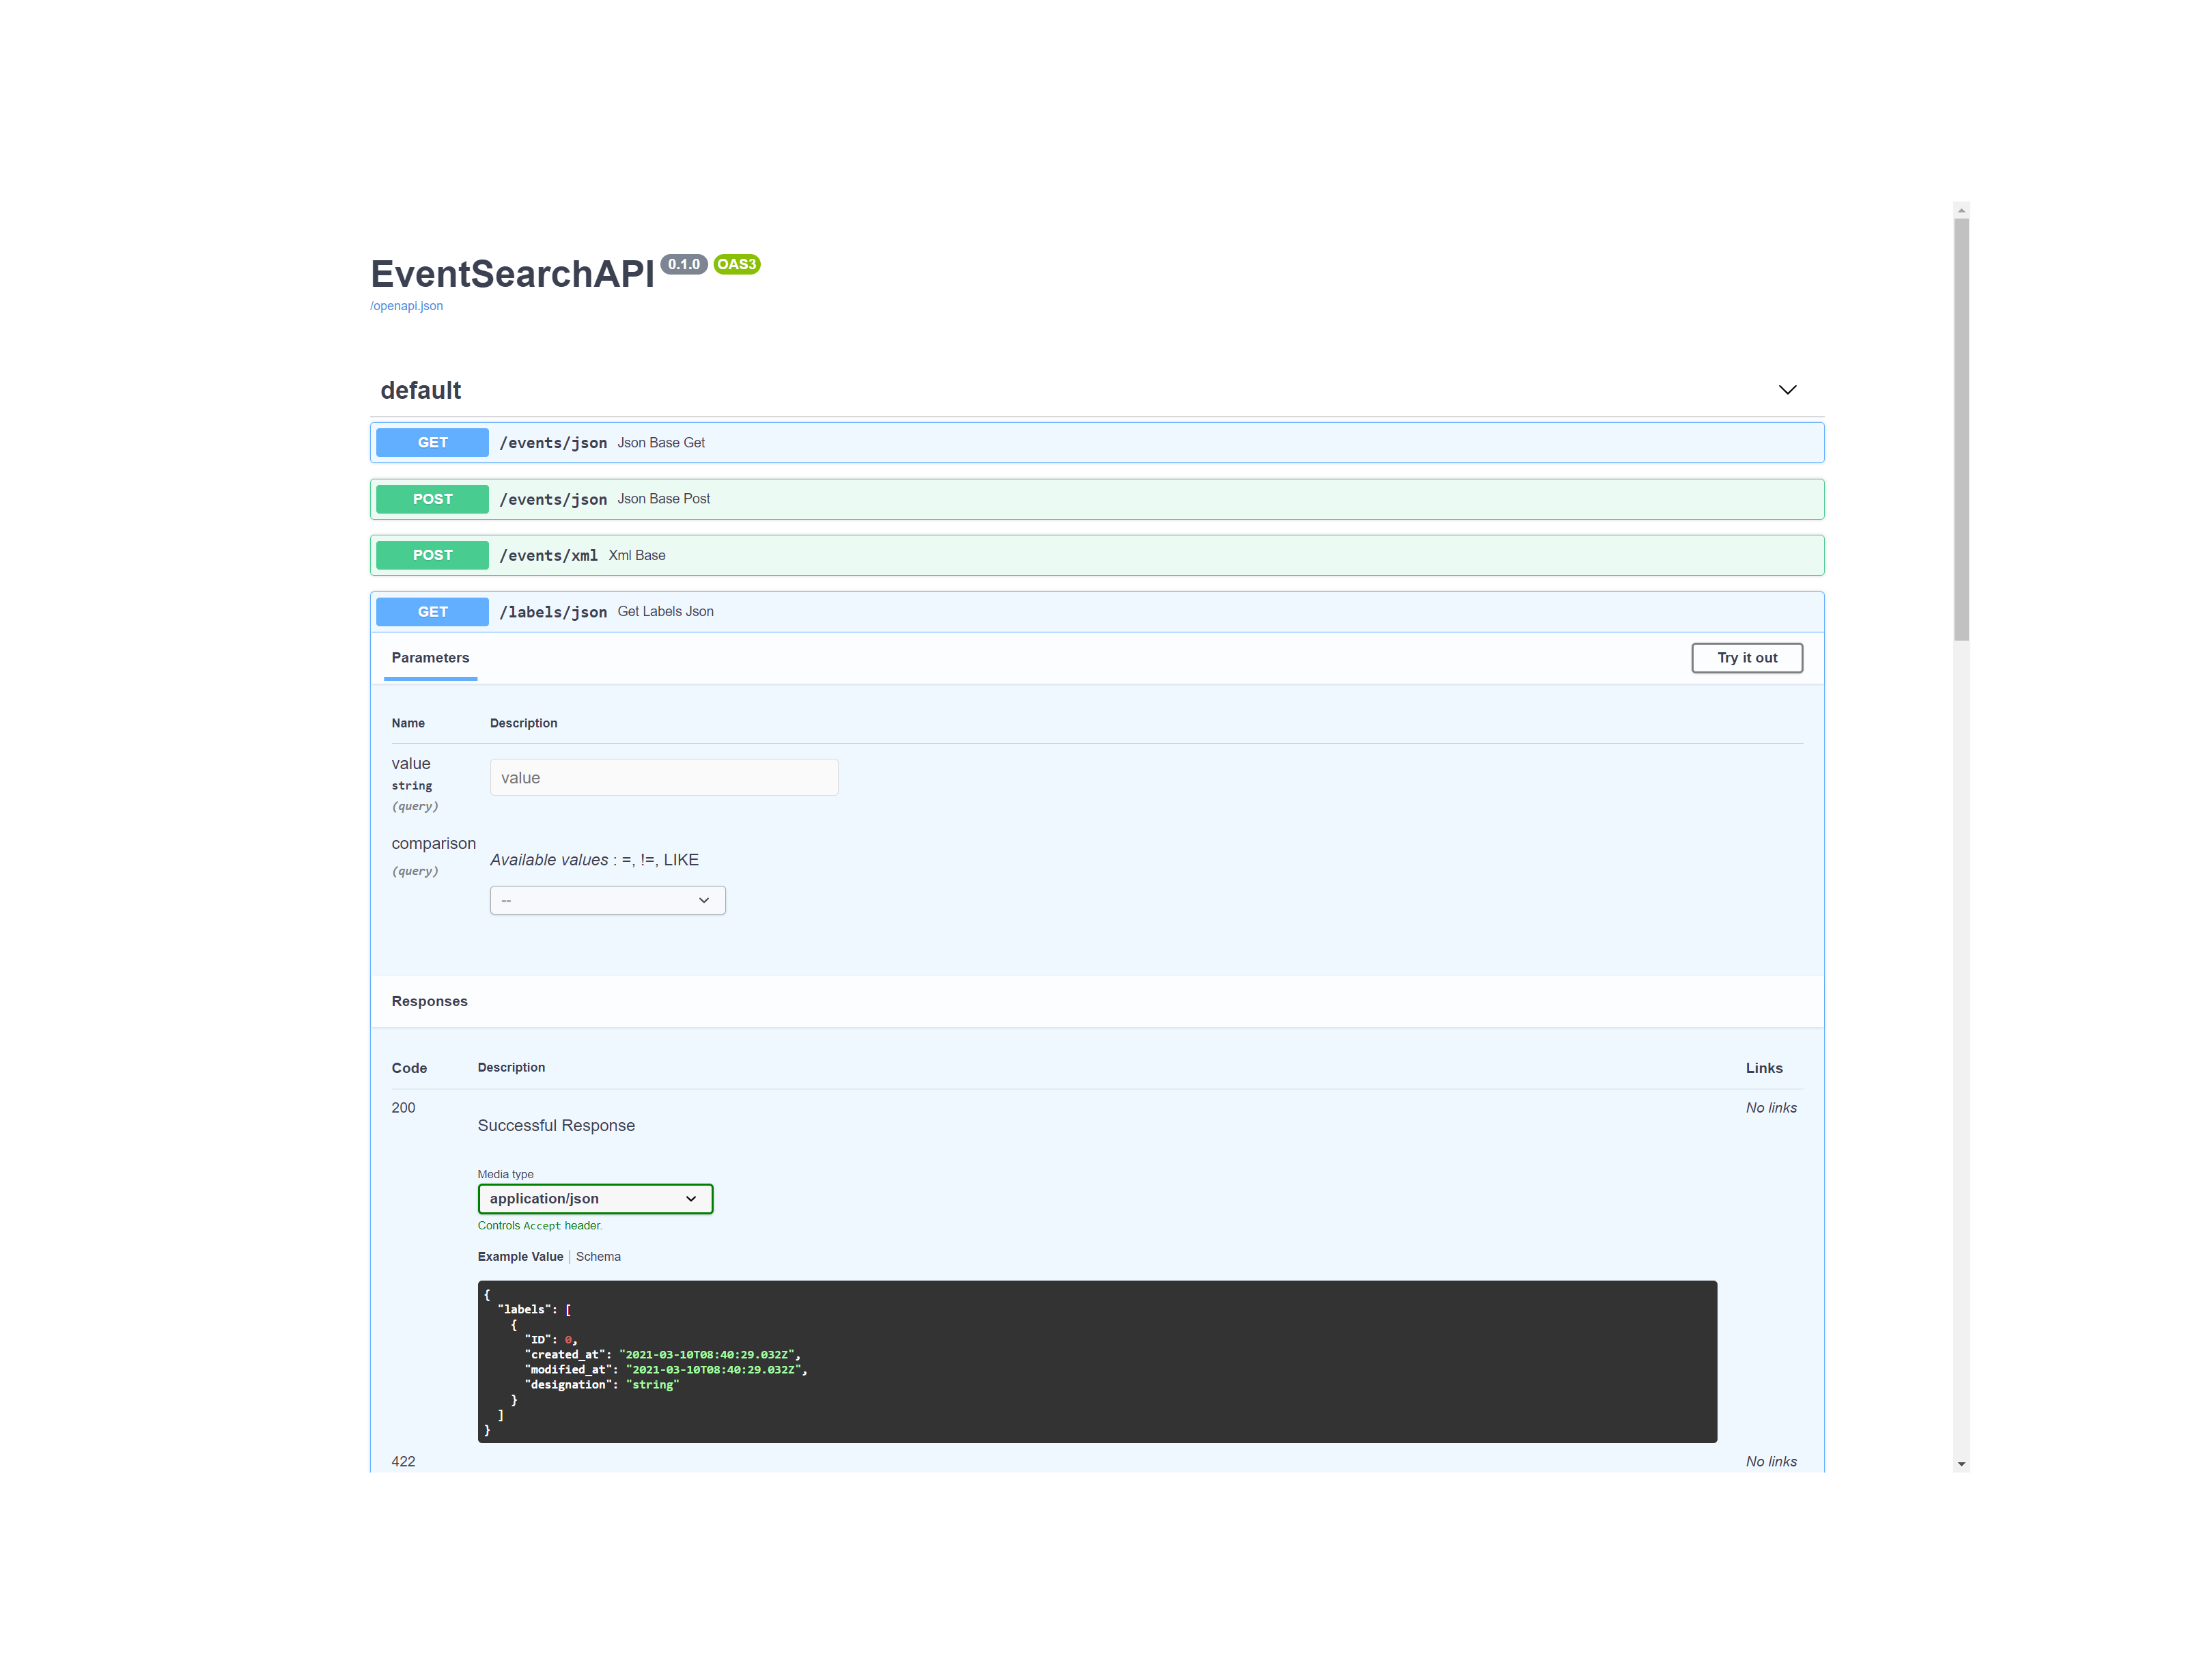 EventSearchAPI 0.1.0 OAS3
/openapi.json
default
GET /events/json Json Base Get
POST /events/json Json Base Post
POST /events/xml Xml Base
GET /labels/json Get Labels Json
Parameters Try it out
Name Description
value
string
(query)
value
comparison
(query)
Available values : =, !=, LIKE
--
Responses
Code Description Links
200 No links
Successful Response
Media type
application/json
Controls Accept header.
Example Value Schema
{
  "labels": [
    {
      "ID": 0,
      "created_at": "2021-03-10T08:40:29.032Z",
      "modified_at": "2021-03-10T08:40:29.032Z",
      "designation": "string"
    }
  ]
}
422 No links